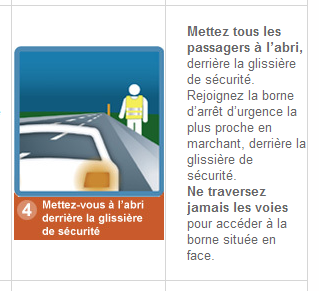 4 Mettez-vous à l'abri
derrière la glissière
de sécurité
Mettez tous les
passagers à l'abri,
derrière la glissière
de sécurité.
Rejoignez la borne
d'arrêt d'urgence la
plus proche en
marchant, derrière la
glissière de
sécurité.
Ne traversez
jamais les voies
pour accéder à la
borne située en
face.